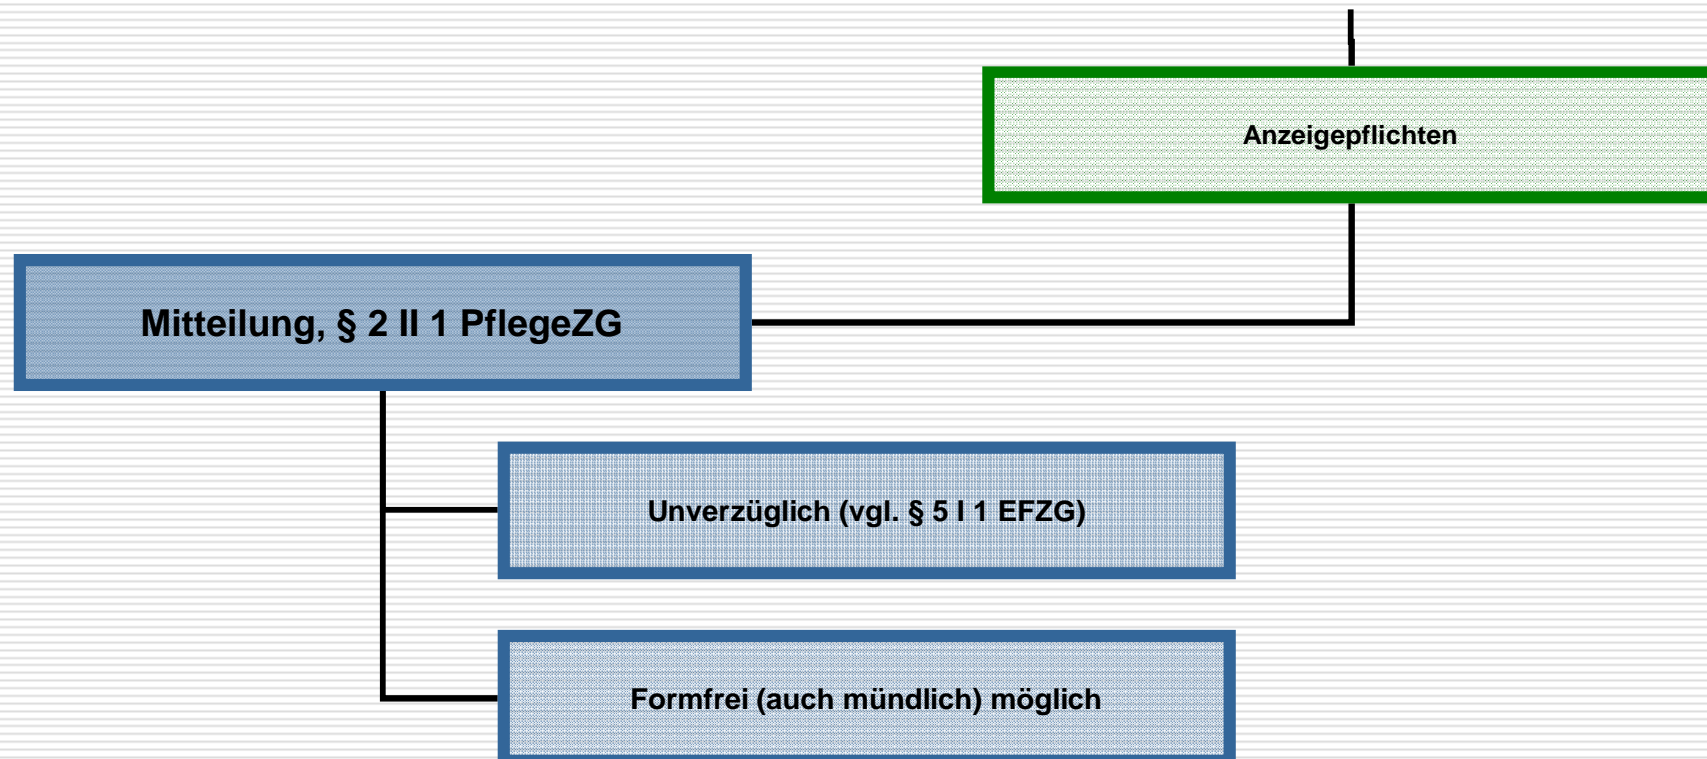 Anzeigepflichten
Mitteilung, § 2 II 1 PflegeZG
Unverzüglich (vgl. § 5 I 1 EFZG)
Formfrei (auch mündlich) möglich